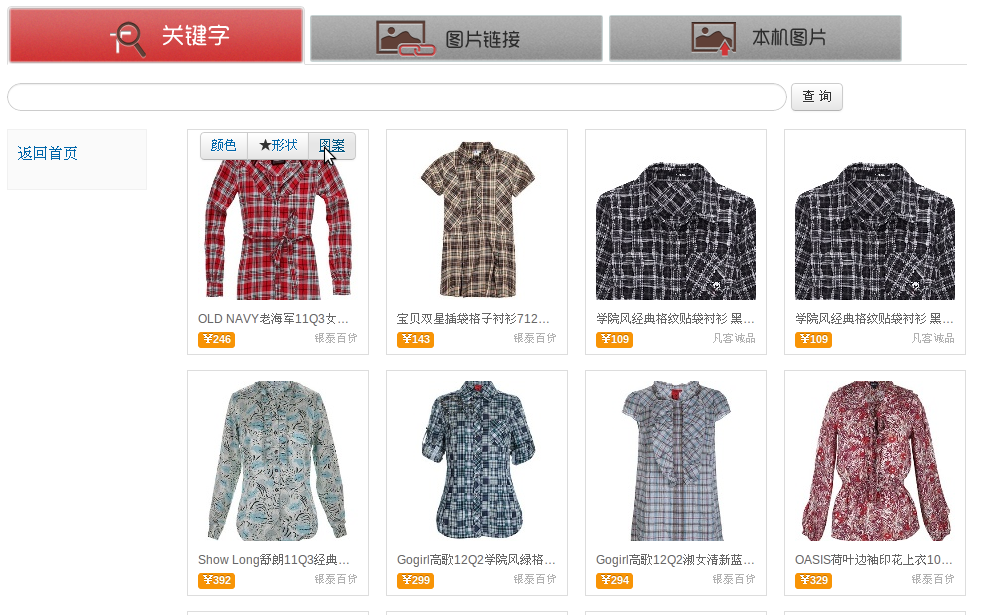 关键字
图片链接
本机图片
查 询
返回首页
颜色 ★形状 图案
OLD NAVY老海军11Q3女…
¥246 银泰百货
宝贝双星插袋格子衬衫712…
¥143 银泰百货
学院风经典格纹贴袋衬衫 黑…
¥109 凡客诚品
学院风经典格纹贴袋衬衫 黑…
¥109 凡客诚品
Show Long舒朗11Q3经典…
¥392 银泰百货
Gogirl高歌12Q2学院风绿格…
¥299 银泰百货
Gogirl高歌12Q2淑女清新蓝…
¥294 银泰百货
OASIS荷叶边袖印花上衣10…
¥329 银泰百货